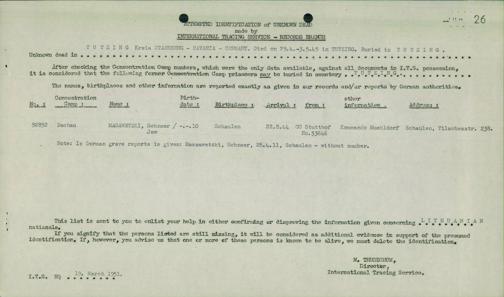 26
ATTEMPTED IDENTIFICATION of UNKNOWN DEAD
made by
INTERNATIONAL TRACING SERVICE - RECORDS BRANCH
Unknown dead in TUTZING Kreis STARNBERG - BAVARIA - GERMANY. Died on 29.4.-3.5.45 in TUTZING. Buried in TUTZING.
After checking the Concentration Camp numbers, which were the only data available, against all Documents in I.T.S. possession,
it is considered that the following former Concentration Camp prisoners may be buried in cemetery TUTZING.
The names, birthplaces and other information are reported exactly as given in our records and/or reports by German authorities.
No.: Concentration Camp: Name: Birth-date: Birthplace: Arrival: from: other information. Address:
Dachau /-.-.10 Schaulen 22.8.44 CC Stutthof Kommando Muehldorf Schaulen, 238.
Jew No.53646
Note: In German grave reports is given: Nehmer, 28.4.11, Schaulen - without number.
This list is sent to you to enlist your help in either confirming or disproving the information given concerning LITHUANIAN
nationals.
If you signify that the persons listed are still missing, it will be considered as additional evidence in support of the presumed
identification. If, however, you advise us that one or more of these persons is known to be alive, we must delete the identification.
M. THUDICHUM,
Director,
International Tracing Service.
I.T.S. HQ 19. March 1951.